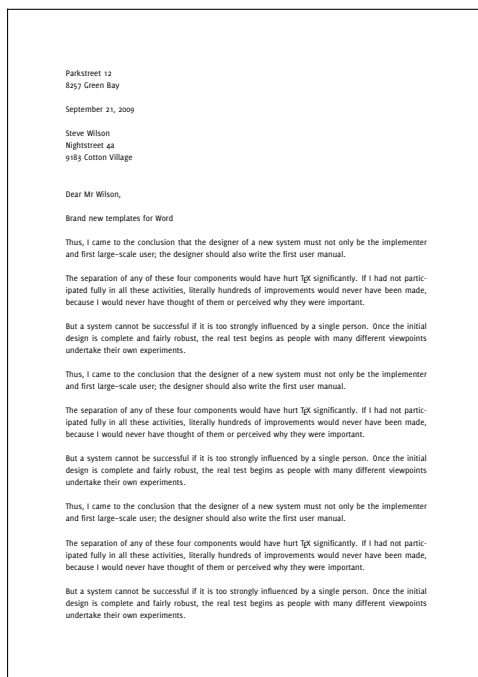 Parkstreet 12
8257 Green Bay
September 21, 2009
Steve Wilson
Nightstreet 4a
9183 Cotton Village
Dear Mr Wilson,
Brand new templates for Word
Thus, I came to the conclusion that the designer of a new system must not only be the implementer
and first large–scale user; the designer should also write the first user manual.
The separation of any of these four components would have hurt TEX significantly. If I had not partic-
ipated fully in all these activities, literally hundreds of improvements would never have been made,
because I would never have thought of them or perceived why they were important.
But a system cannot be successful if it is too strongly influenced by a single person. Once the initial
design is complete and fairly robust, the real test begins as people with many different viewpoints
undertake their own experiments.
Thus, I came to the conclusion that the designer of a new system must not only be the implementer
and first large–scale user; the designer should also write the first user manual.
The separation of any of these four components would have hurt TEX significantly. If I had not partic-
ipated fully in all these activities, literally hundreds of improvements would never have been made,
because I would never have thought of them or perceived why they were important.
But a system cannot be successful if it is too strongly influenced by a single person. Once the initial
design is complete and fairly robust, the real test begins as people with many different viewpoints
undertake their own experiments.
Thus, I came to the conclusion that the designer of a new system must not only be the implementer
and first large–scale user; the designer should also write the first user manual.
The separation of any of these four components would have hurt TEX significantly. If I had not partic-
ipated fully in all these activities, literally hundreds of improvements would never have been made,
because I would never have thought of them or perceived why they were important.
But a system cannot be successful if it is too strongly influenced by a single person. Once the initial
design is complete and fairly robust, the real test begins as people with many different viewpoints
undertake their own experiments.